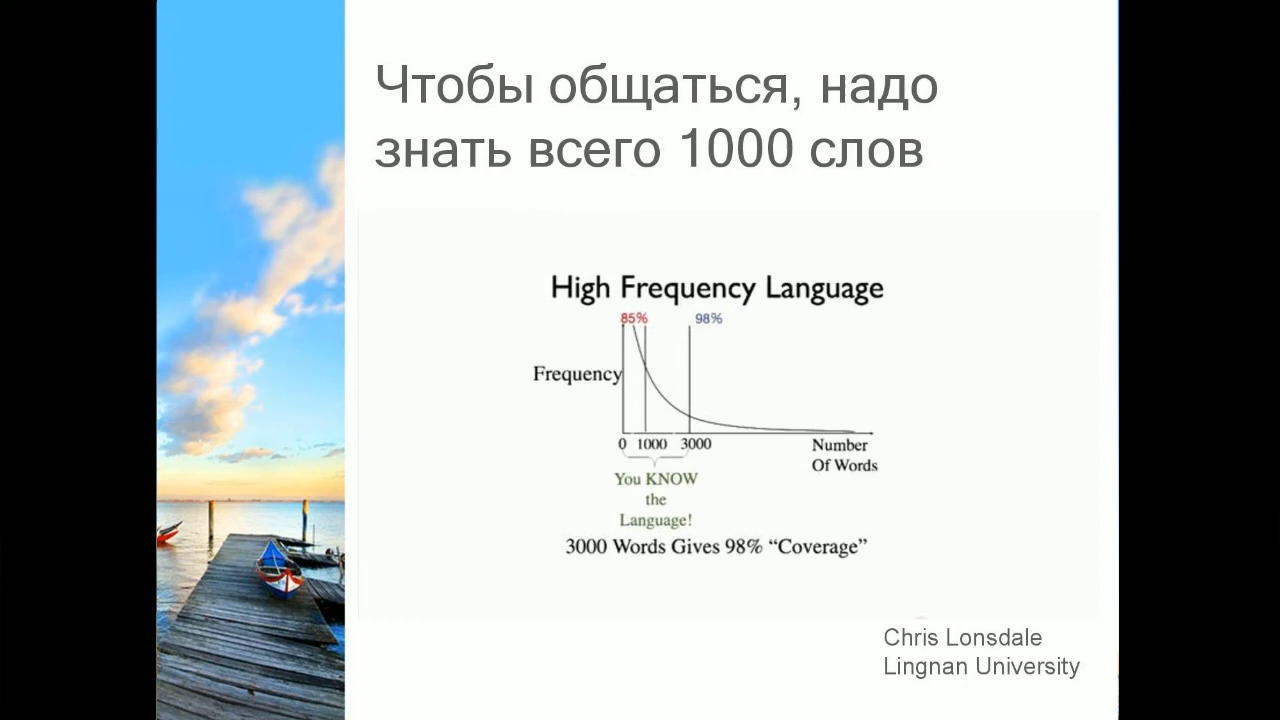 Чтобы общаться, надо
знать всего 1000 слов
High Frequency Language
85%
98%
Frequency
0 1000 3000
Number
Of Words
You KNOW
the
Language!
3000 Words Gives 98% “Coverage”
Chris Lonsdale
Lingnan University